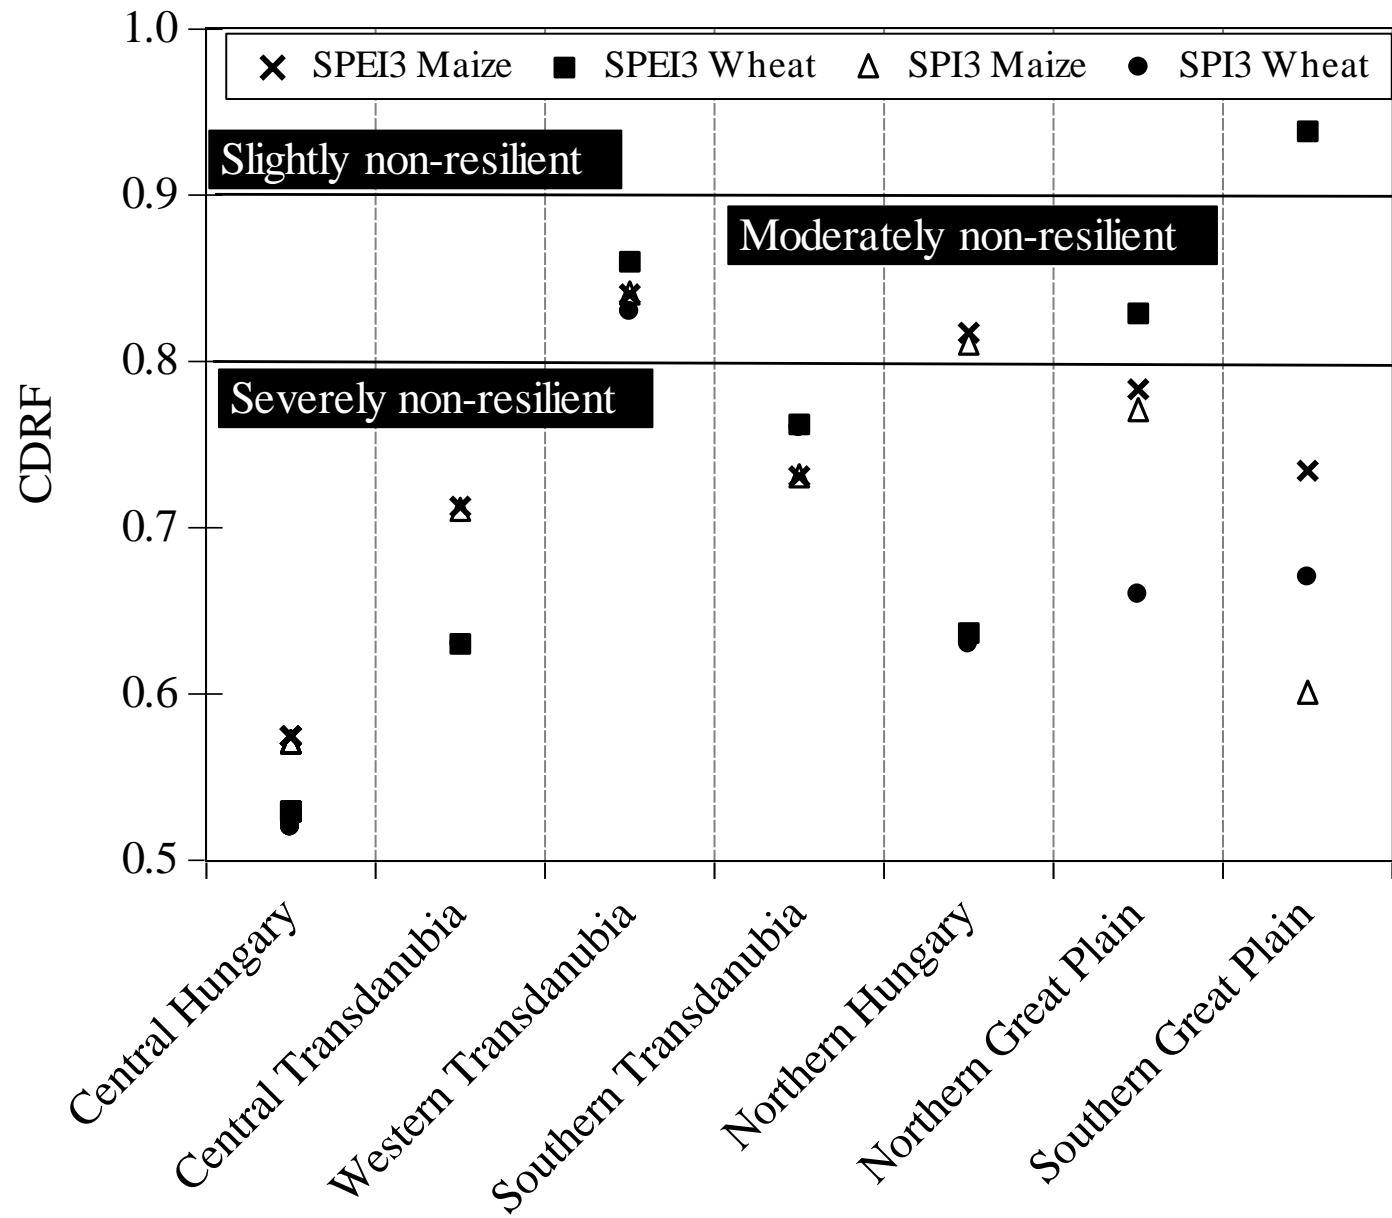 1.0
SPEI3 Maize SPEI3 Wheat SPI3 Maize SPI3 Wheat
Slightly non-resilient
0.9
Moderately non-resilient
0.8
Severely non-resilient
CDRF
0.7
0.6
0.5
Central Hungary
Central Transdanubia
Western Transdanubia
Southern Transdanubia
Northern Hungary
Northern Great Plain
Southern Great Plain